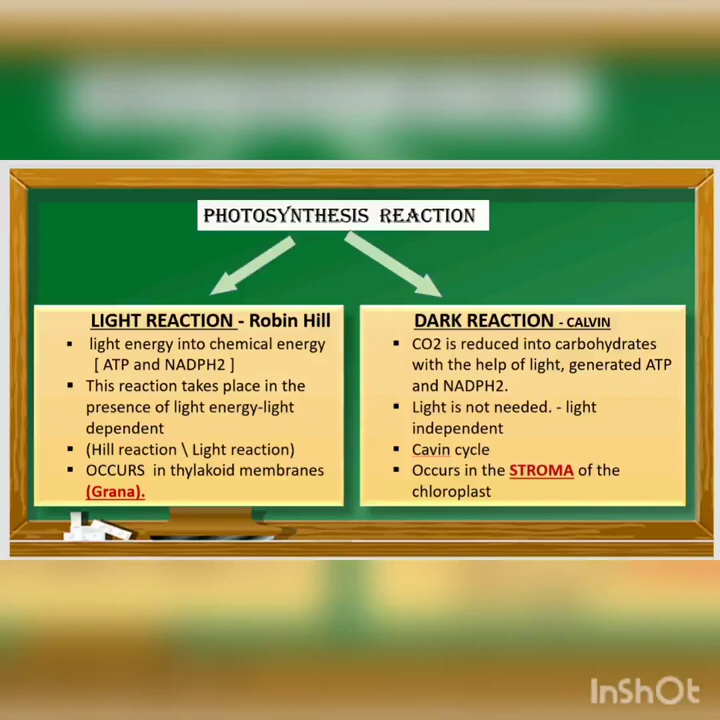 PHOTOSYNTHESIS REACTION
LIGHT REACTION - Robin Hill
▪ light energy into chemical energy
[ ATP and NADPH2 ]
▪ This reaction takes place in the
presence of light energy-light
dependent
▪ (Hill reaction \ Light reaction)
▪ OCCURS in thylakoid membranes
(Grana).
DARK REACTION - CALVIN
▪ CO2 is reduced into carbohydrates
with the help of light, generated ATP
and NADPH2.
▪ Light is not needed. - light
independent
▪ Cavin cycle
▪ Occurs in the STROMA of the
chloroplast
InShOt